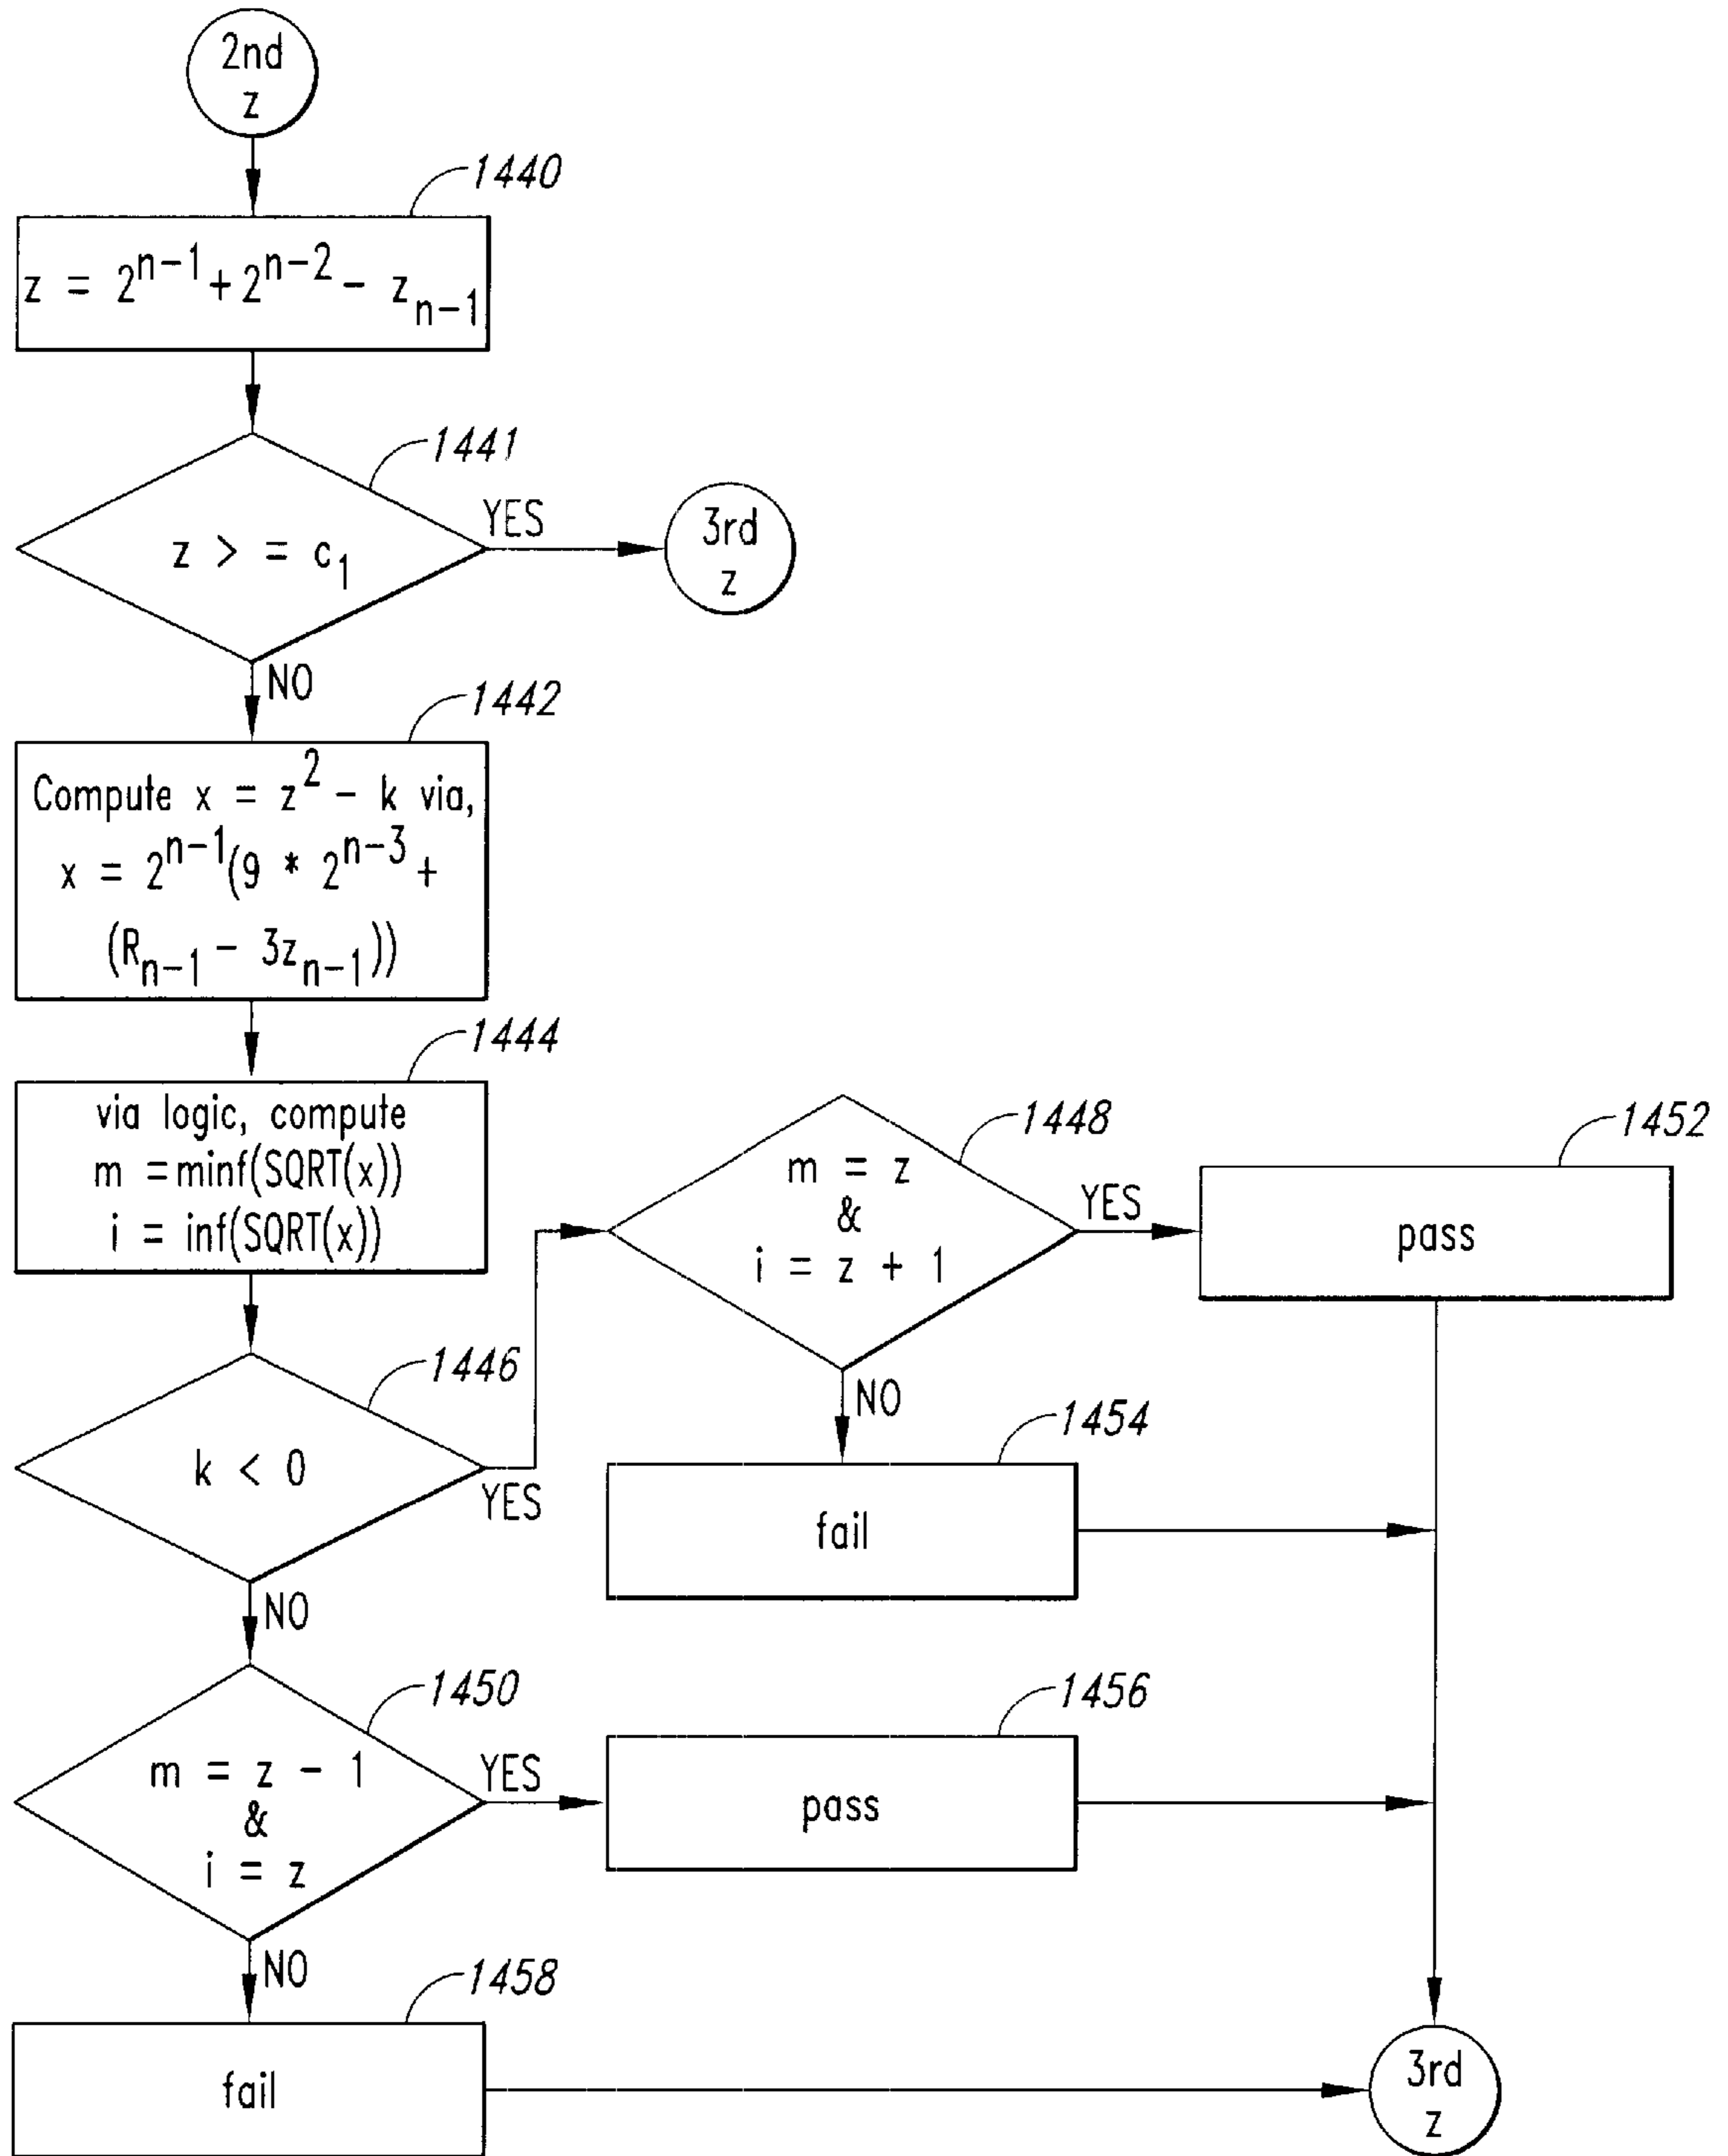 2nd
z
1440
z = 2^{n-1} + 2^{n-2} - z_{n-1}
1441
z > = c_1
YES
3rd
z
NO
1442
Compute x = z^2 - k via,
x = 2^{n-1}(9 * 2^{n-3} +
(R_{n-1} - 3z_{n-1}))
1444
via logic, compute
m =minf(SQRT(x))
i = inf(SQRT(x))
1446
k < 0
YES
NO
1448
m = z
&
i = z + 1
YES
NO
1452
pass
1454
fail
1450
m = z - 1
&
i = z
YES
NO
1456
pass
1458
fail
3rd
z